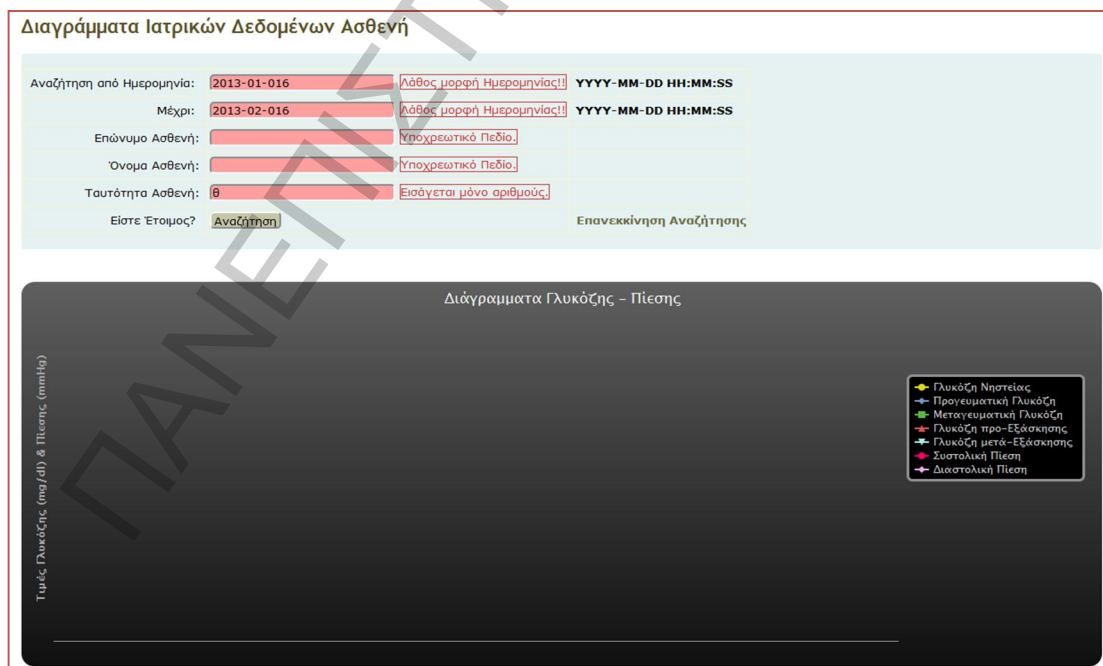 Διαγράμματα Ιατρικών Δεδομένων Ασθενή
Αναζήτηση από Ημερομηνία: 2013-01-016 Λάθος μορφή Ημερομηνίας!! YYYY-MM-DD HH:MM:SS
Μέχρι: 2013-02-016 Λάθος μορφή Ημερομηνίας!! YYYY-MM-DD HH:MM:SS
Επώνυμο Ασθενή: Υποχρεωτικό Πεδίο.
Όνομα Ασθενή: Υποχρεωτικό Πεδίο.
Ταυτότητα Ασθενή: θ Εισάγεται μόνο αριθμούς.
Είστε Έτοιμος? Αναζήτηση Επανεκκίνηση Αναζήτησης
Διάγραμματα Γλυκόζης - Πίεσης
Τιμές Γλυκόζης (mg/dl) & Πίεσης (mmHg)
Γλυκόζη Νηστείας
Προγευματική Γλυκόζη
Μεταγευματική Γλυκόζη
Γλυκόζη προ-Εξάσκησης
Γλυκόζη μετά-Εξάσκησης
Συστολική Πίεση
Διαστολική Πίεση